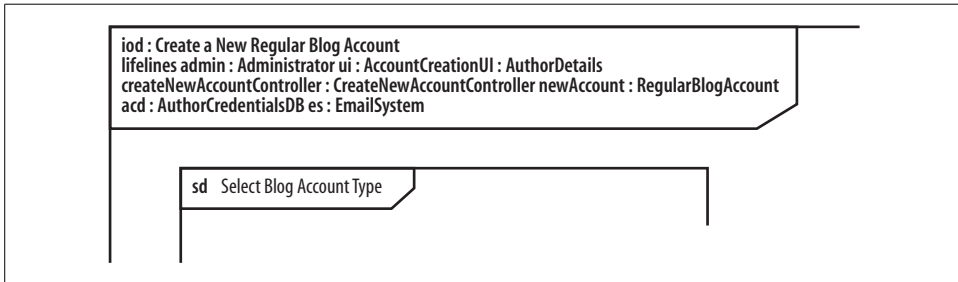 iod : Create a New Regular Blog Account
lifelines admin : Administrator ui : AccountCreationUI : AuthorDetails
createNewAccountController : CreateNewAccountController newAccount : RegularBlogAccount
acd : AuthorCredentialsDB es : EmailSystem
sd Select Blog Account Type